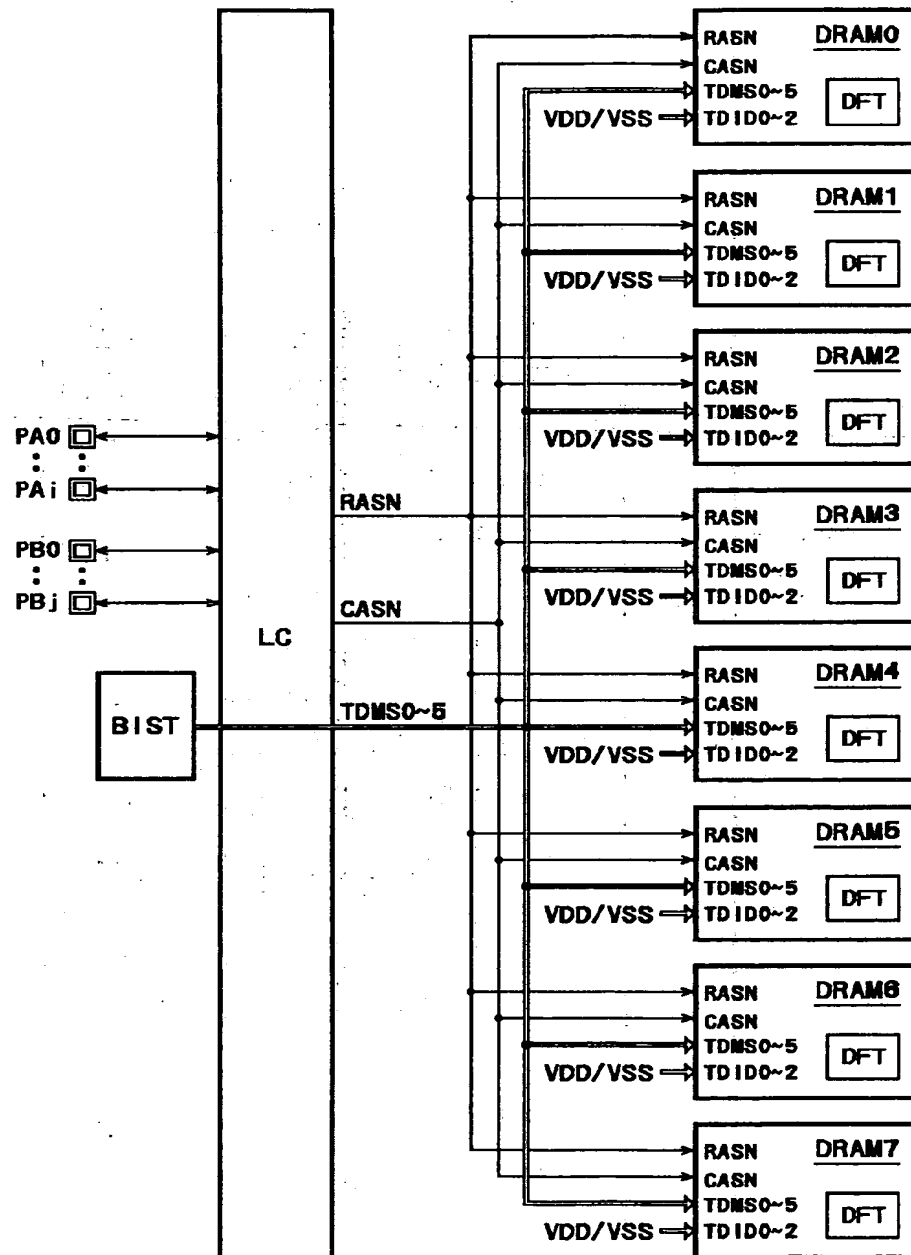 RASN DRAM0
CASN
TDMS0~5
VDD/VSS TDID0~2
DFT
RASN DRAM1
CASN
TDMS0~5
VDD/VSS TDID0~2
DFT
RASN DRAM2
CASN
TDMS0~5
VDD/VSS TDID0~2
DFT
PA0
PAi
PB0
PBj
BIST
LC
RASN
CASN
TDMS0~5
RASN DRAM3
CASN
TDMS0~5
VDD/VSS TDID0~2
DFT
RASN DRAM4
CASN
TDMS0~5
VDD/VSS TDID0~2
DFT
RASN DRAM5
CASN
TDMS0~5
VDD/VSS TDID0~2
DFT
RASN DRAM6
CASN
TDMS0~5
VDD/VSS TDID0~2
DFT
RASN DRAM7
CASN
TDMS0~5
VDD/VSS TDID0~2
DFT